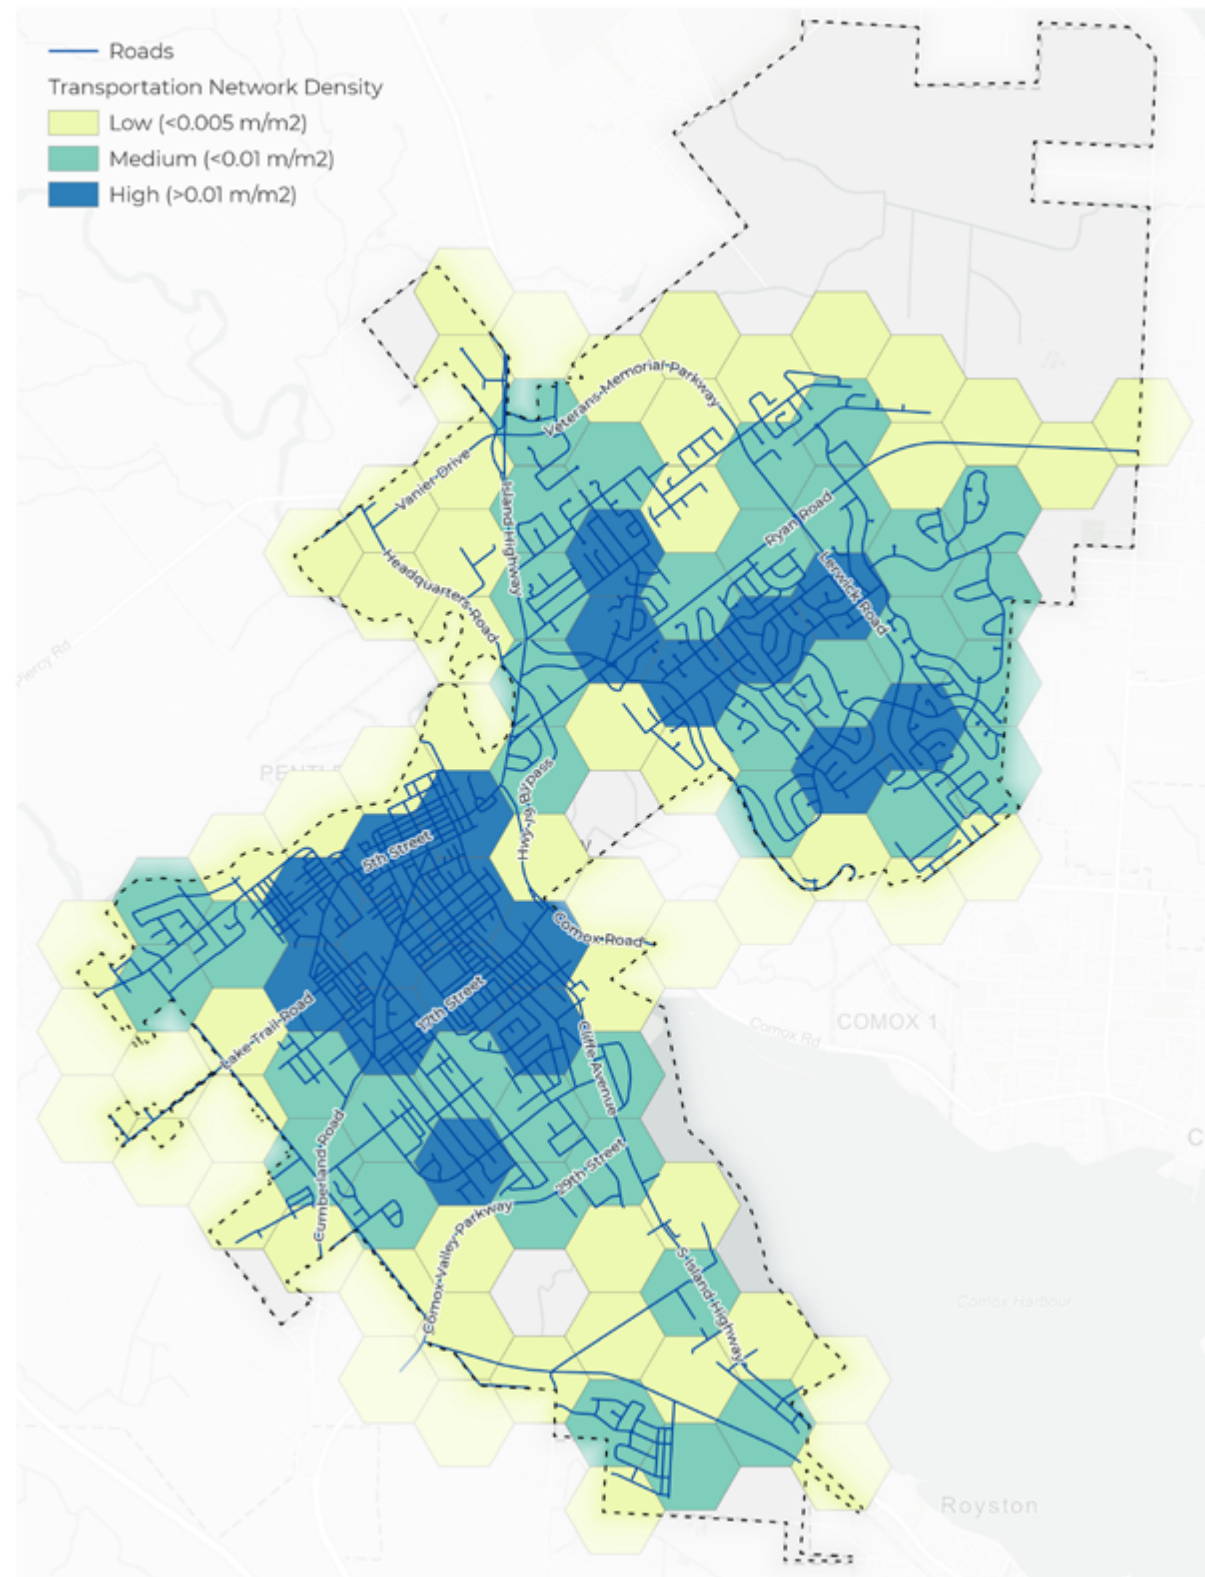 Roads
Transportation Network Density
Low (<0.005 m/m2)
Medium (<0.01 m/m2)
High (>0.01 m/m2)
Veterans-Memorial-Parkway
Vanier Drive
Island Highway
Ryan Road
Headquarters Road
Lerwick Road
Piercy Rd
Hwy 19 Bypass
5th Street
Comox Road
17th Street
Lake Trail Road
Cliffe Avenue
Comox Rd
COMOX 1
Cumberland Road
29th Street
Comox Valley Parkway
S Island Highway
Comox Harbour
Royston